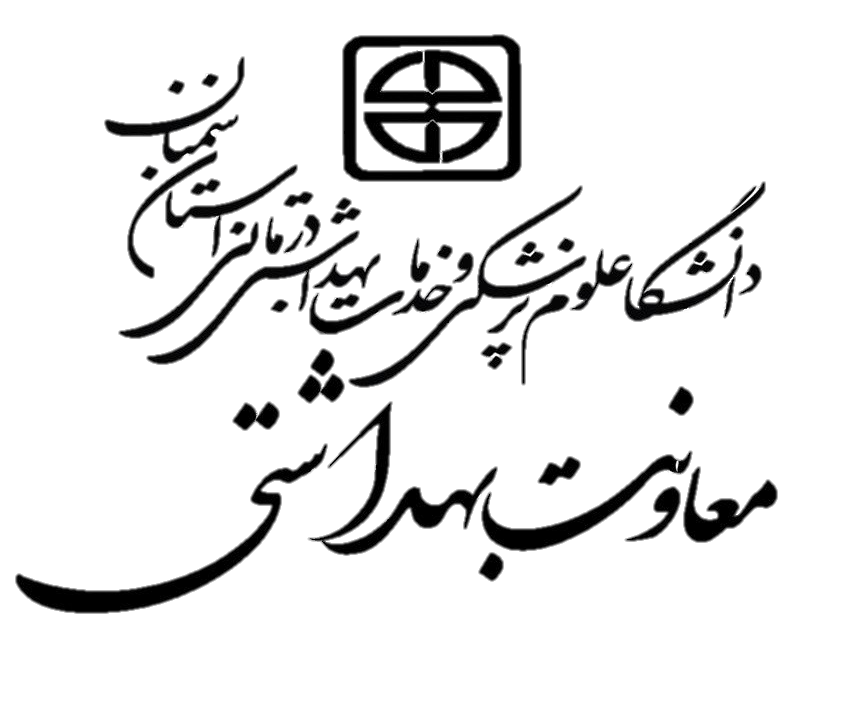 دانشگاه علوم پزشکی و خدمات بهداشتی درمانی استان سمنان
معاونت بهداشتی